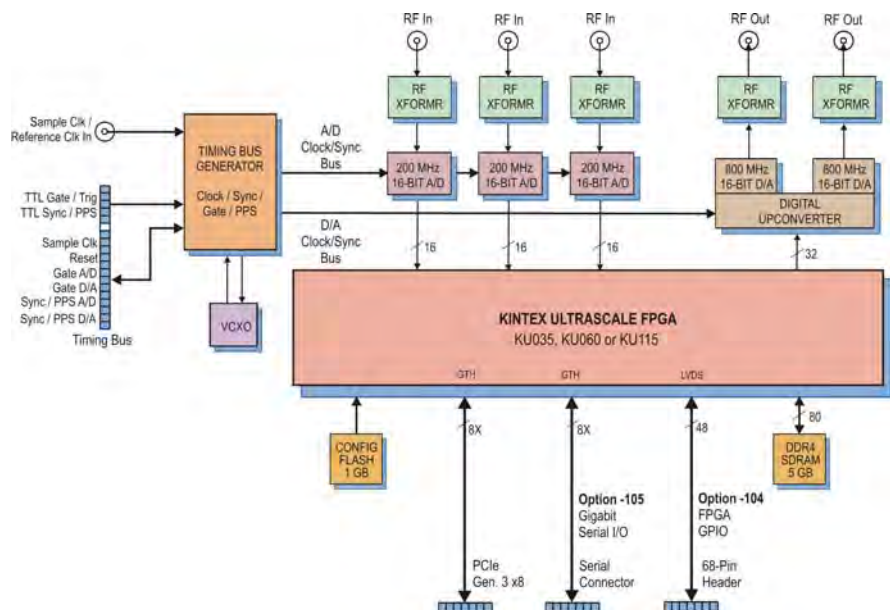 RF In
RF In
RF In
RF Out
RF Out
RF
XFORMR
RF
XFORMR
RF
XFORMR
RF
XFORMR
RF
XFORMR
Sample Clk /
Reference Clk In
TIMING BUS
GENERATOR
Clock / Sync /
Gate / PPS
A/D
Clock/Sync
Bus
200 MHz
16-BIT A/D
200 MHz
16-BIT A/D
200 MHz
16-BIT A/D
800 MHz
16-BIT D/A
800 MHz
16-BIT D/A
DIGITAL
UPCONVERTER
TTL Gate / Trig
TTL Sync / PPS
Sample Clk
Reset
Gate A/D
Gate D/A
Sync / PPS A/D
Sync / PPS D/A
Timing Bus
D/A
Clock/Sync
Bus
16
16
16
32
VCXO
KINTEX ULTRASCALE FPGA
KU035, KU060 or KU115
GTH
GTH
LVDS
8X
8X
48
80
CONFIG
FLASH
1 GB
DDR4
SDRAM
5 GB
Option -105
Gigabit
Serial I/O
Option -104
FPGA
GPIO
PCIe
Gen. 3 x8
Serial
Connector
68-Pin
Header